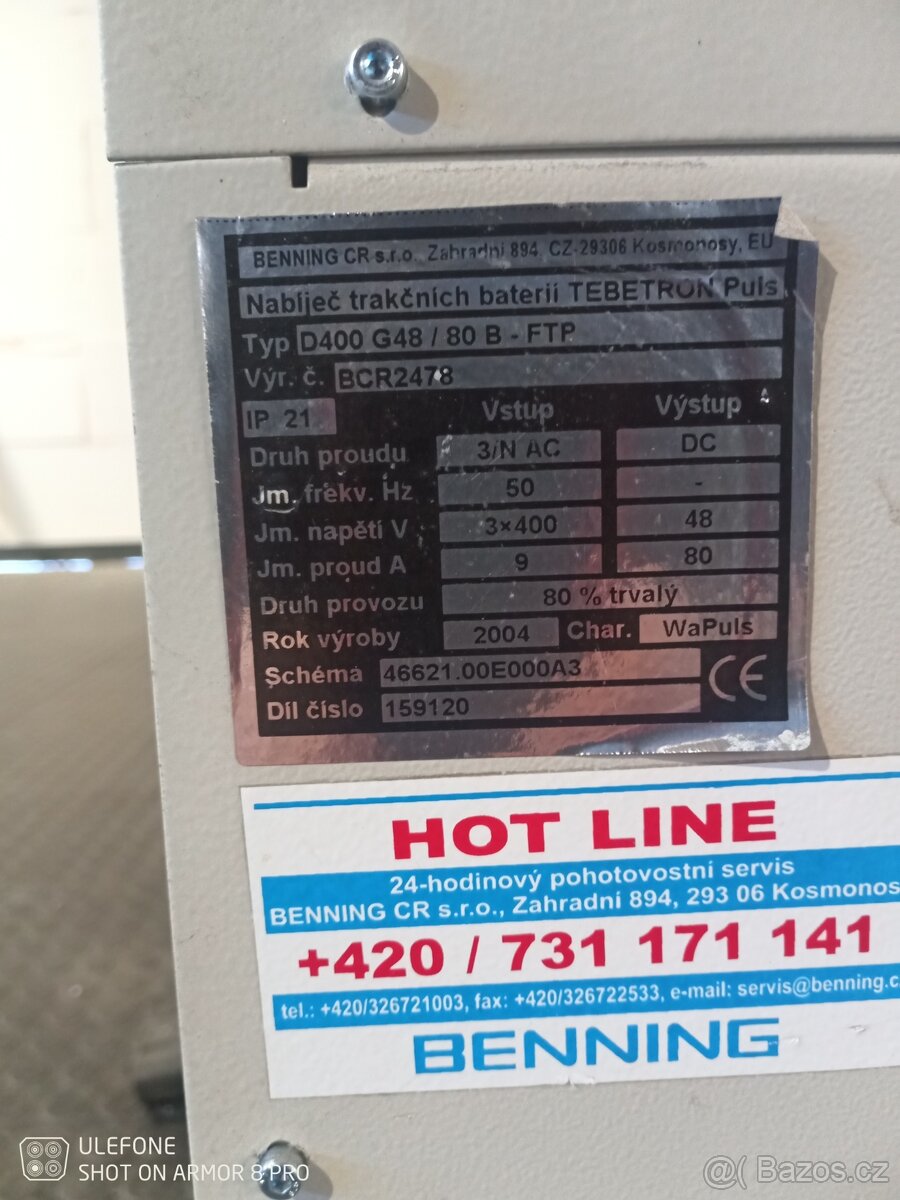 BENNING CR s.r.o. Zahradní 894, CZ-29306 Kosmonosy, EU
Nabíječ trakčních baterií TEBETRON Puls
Typ D400 G48 / 80 B - FTP
Výr. č. BCR2478
IP 21 Vstup Výstup
Druh proudu 3/N AC DC
Jm. frekv. Hz 50 -
Jm. napětí V 3×400 48
Jm. proud A 9 80
Druh provozu 80 % trvalý
Rok výroby 2004 Char. WaPuls
Schéma 46621.00E000A3 CE
Díl číslo 159120
HOT LINE
24-hodinový pohotovostní servis
BENNING CR s.r.o., Zahradní 894, 293 06 Kosmonos
+420 / 731 171 141
tel.: +420/326721003, fax: +420/326722533, e-mail: servis@benning.c
BENNING
ULEFONE
SHOT ON ARMOR 8 PRO
@ Bazos.cz